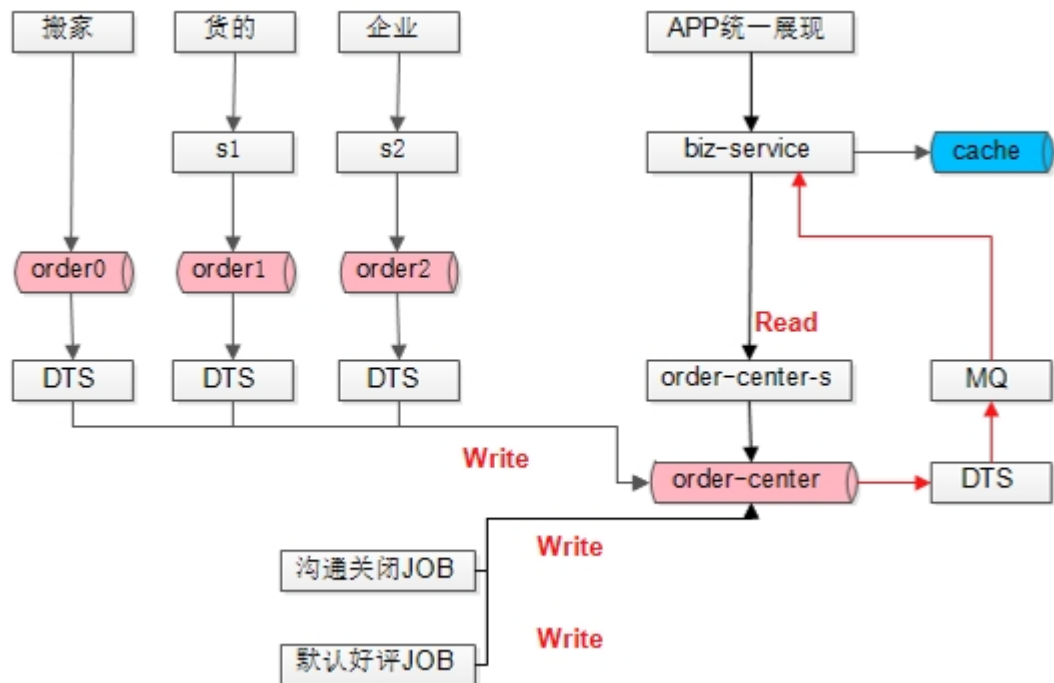 搬家
货的
企业
APP统一展现
s1
s2
biz-service
cache
order0
order1
order2
Read
DTS
DTS
DTS
order-center-s
MQ
Write
order-center
DTS
Write
沟通关闭JOB
Write
默认好评JOB